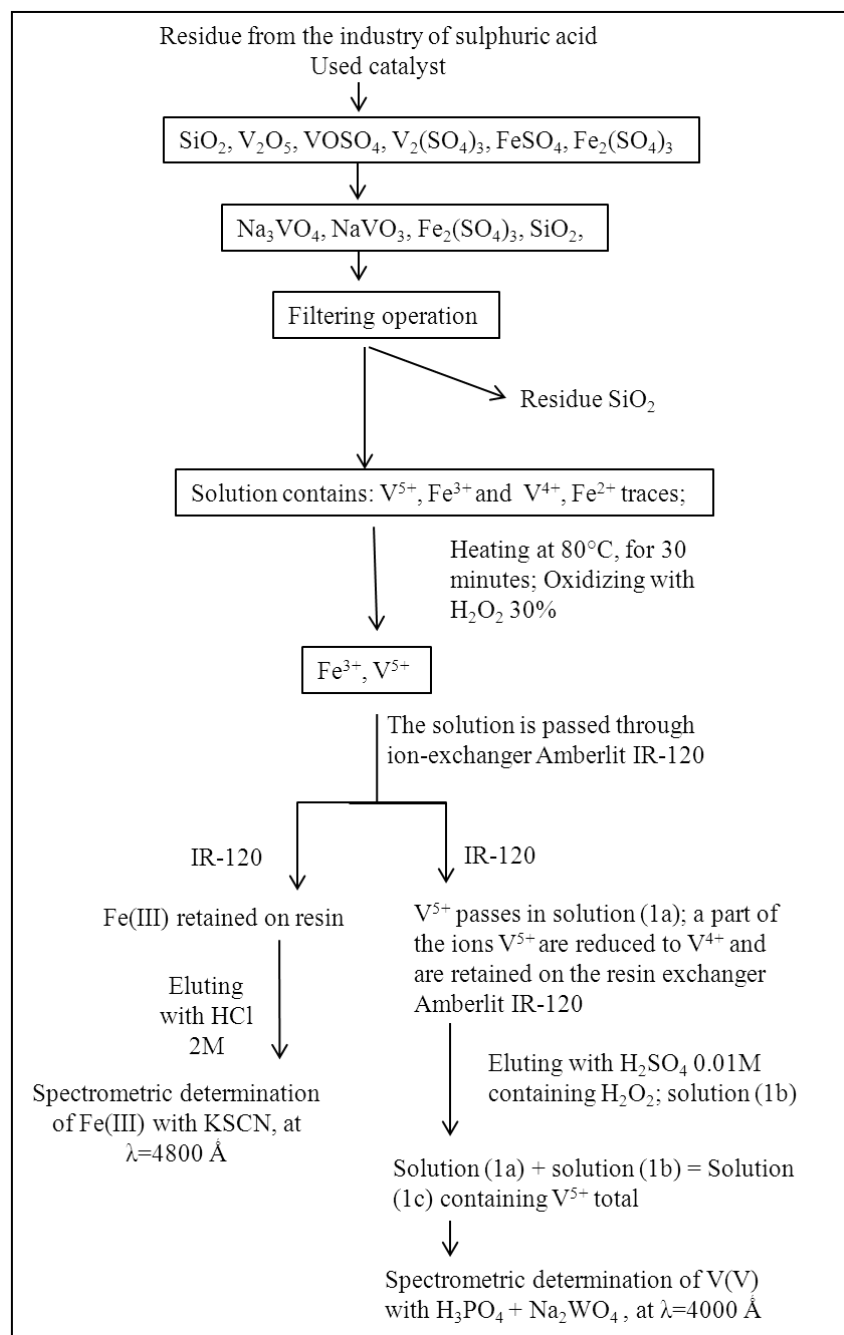 Residue from the industry of sulphuric acid
Used catalyst
SiO₂, V₂O₅, VOSO₄, V₂(SO₄)₃, FeSO₄, Fe₂(SO₄)₃
Na₃VO₄, NaVO₃, Fe₂(SO₄)₃, SiO₂,
Filtering operation
Residue SiO₂
Solution contains: V⁵⁺, Fe³⁺ and V⁴⁺, Fe²⁺ traces;
Heating at 80°C, for 30
minutes; Oxidizing with
H₂O₂ 30%
Fe³⁺, V⁵⁺
The solution is passed through
ion-exchanger Amberlit IR-120
IR-120
Fe(III) retained on resin
Eluting
with HCl
2M
Spectrometric determination
of Fe(III) with KSCN, at
λ=4800 Å
IR-120
V⁵⁺ passes in solution (1a); a part of
the ions V⁵⁺ are reduced to V⁴⁺ and
are retained on the resin exchanger
Amberlit IR-120
Eluting with H₂SO₄ 0.01M
containing H₂O₂; solution (1b)
Solution (1a) + solution (1b) = Solution
(1c) containing V⁵⁺ total
Spectrometric determination of V(V)
with H₃PO₄ + Na₂WO₄ , at λ=4000 Å